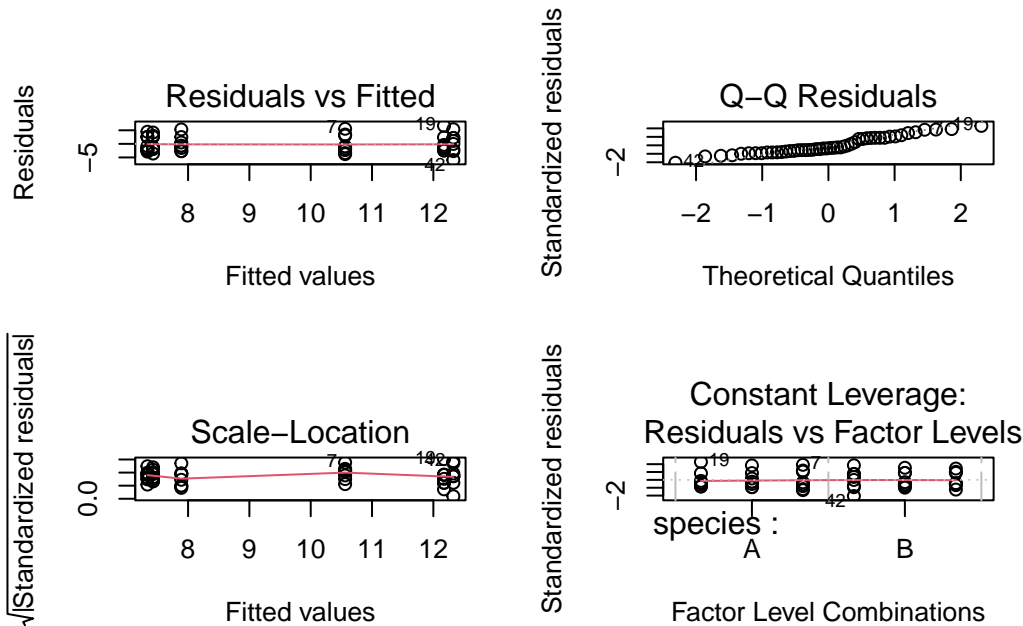 Residuals vs Fitted
Residuals
−5
7
19
42
8 9 10 11 12
Fitted values
Q−Q Residuals
Standardized residuals
−2
42
7
19
−2 −1 0 1 2
Theoretical Quantiles
Scale−Location
√|Standardized residuals|
0.0
7
19
42
8 9 10 11 12
Fitted values
Constant Leverage:
Residuals vs Factor Levels
Standardized residuals
−2
19
7
42
species :
A B
Factor Level Combinations